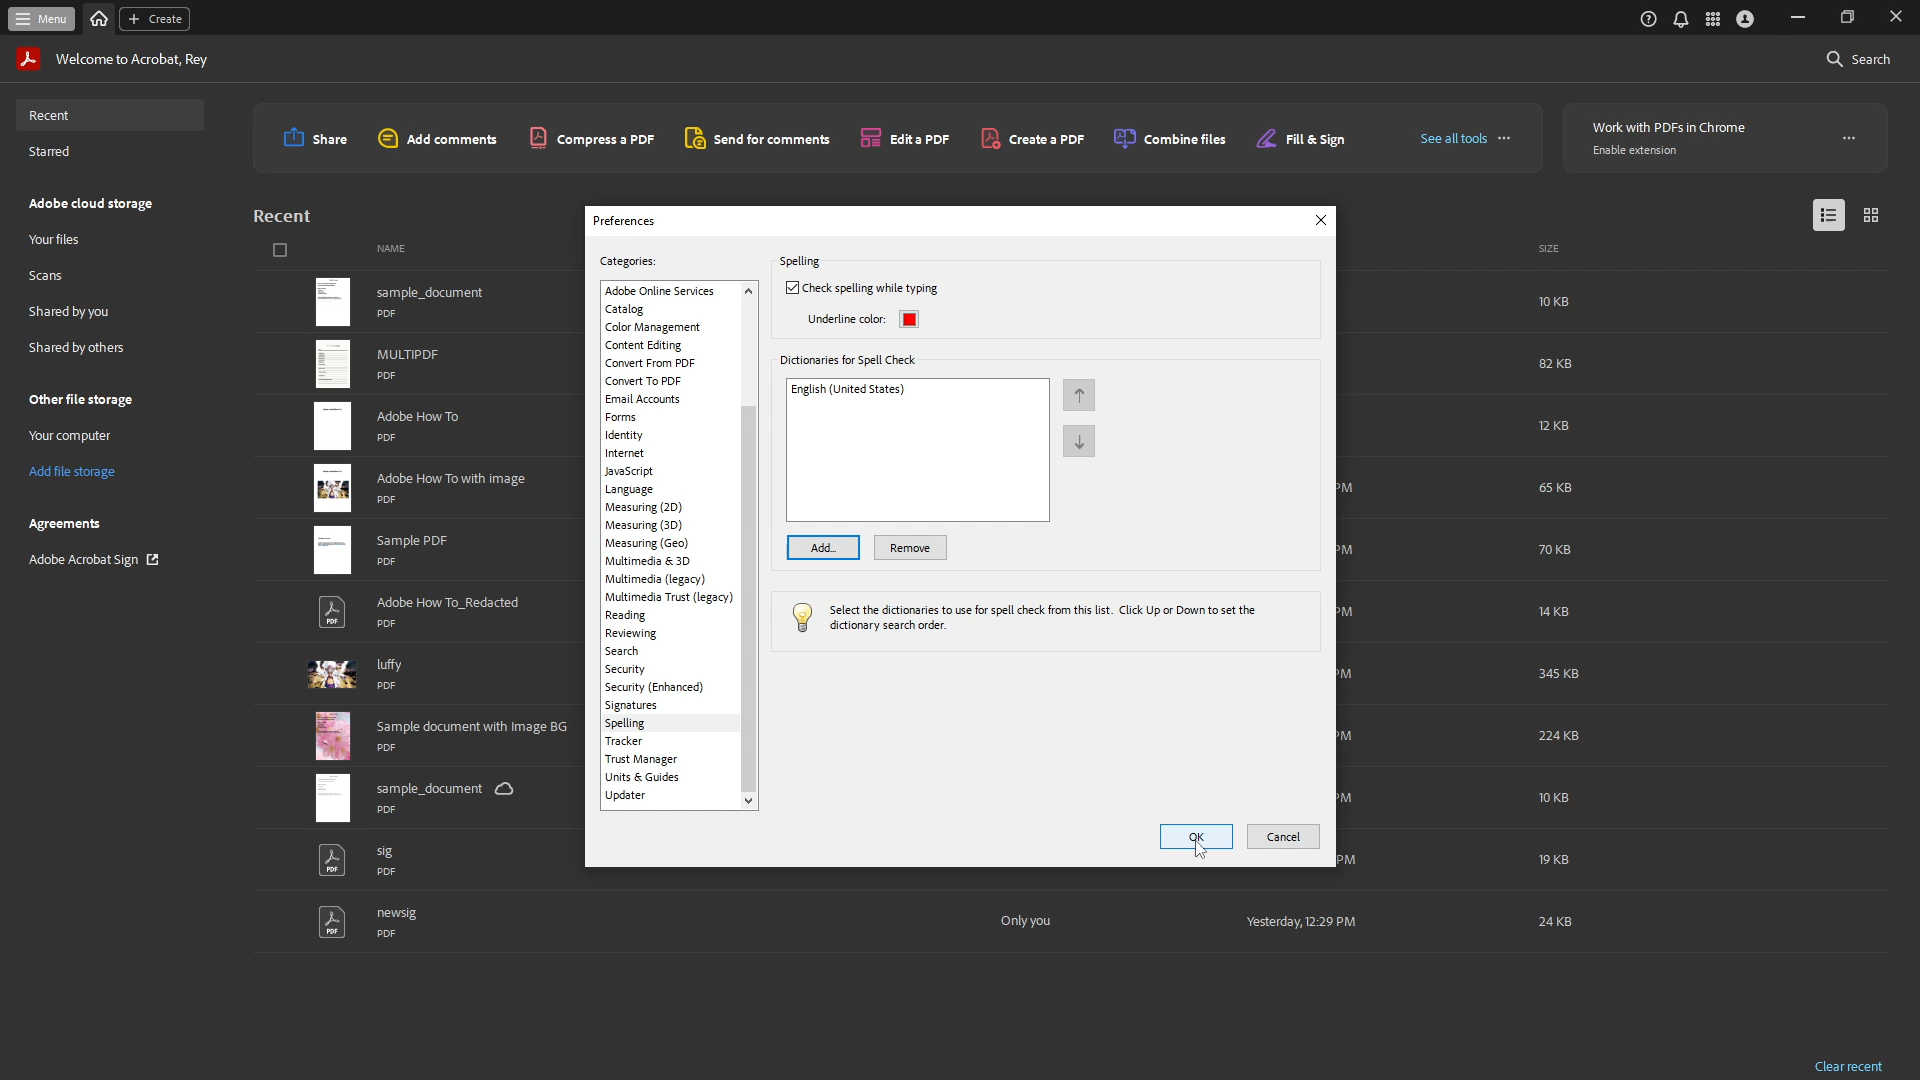 Menu
Create
Welcome to Acrobat, Rey
Search
Recent
Starred
Adobe cloud storage
Your files
Scans
Shared by you
Shared by others
Other file storage
Your computer
Add file storage
Agreements
Adobe Acrobat Sign
Share
Add comments
Compress a PDF
Send for comments
Edit a PDF
Create a PDF
Combine files
Fill & Sign
See all tools
Work with PDFs in Chrome
Enable extension
Recent
NAME
SIZE
sample_document
PDF
10 KB
MULTIPDF
PDF
82 KB
Adobe How To
PDF
12 KB
Adobe How To with image
PDF
PM
65 KB
Sample PDF
PDF
PM
70 KB
Adobe How To_Redacted
PDF
PM
14 KB
luffy
PDF
PM
345 KB
Sample document with Image BG
PDF
PM
224 KB
sample_document
PDF
PM
10 KB
sig
PDF
PM
19 KB
newsig
PDF
Only you
Yesterday, 12:29 PM
24 KB
Clear recent
Preferences
Categories:
Adobe Online Services
Catalog
Color Management
Content Editing
Convert From PDF
Convert To PDF
Email Accounts
Forms
Identity
Internet
JavaScript
Language
Measuring (2D)
Measuring (3D)
Measuring (Geo)
Multimedia & 3D
Multimedia (legacy)
Multimedia Trust (legacy)
Reading
Reviewing
Search
Security
Security (Enhanced)
Signatures
Spelling
Tracker
Trust Manager
Units & Guides
Updater
Spelling
Check spelling while typing
Underline color:
Dictionaries for Spell Check
English (United States)
Add...
Remove
Select the dictionaries to use for spell check from this list. Click Up or Down to set the
dictionary search order.
OK
Cancel